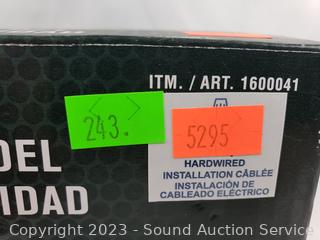 ITM. / ART. 1600041
243.
5295
DEL
IDAD
HARDWIRED
INSTALLATION CÂBLÉE
INSTALACIÓN DE
CABLEADO ELÉCTRICO
Copyright 2023 - Sound Auction Service